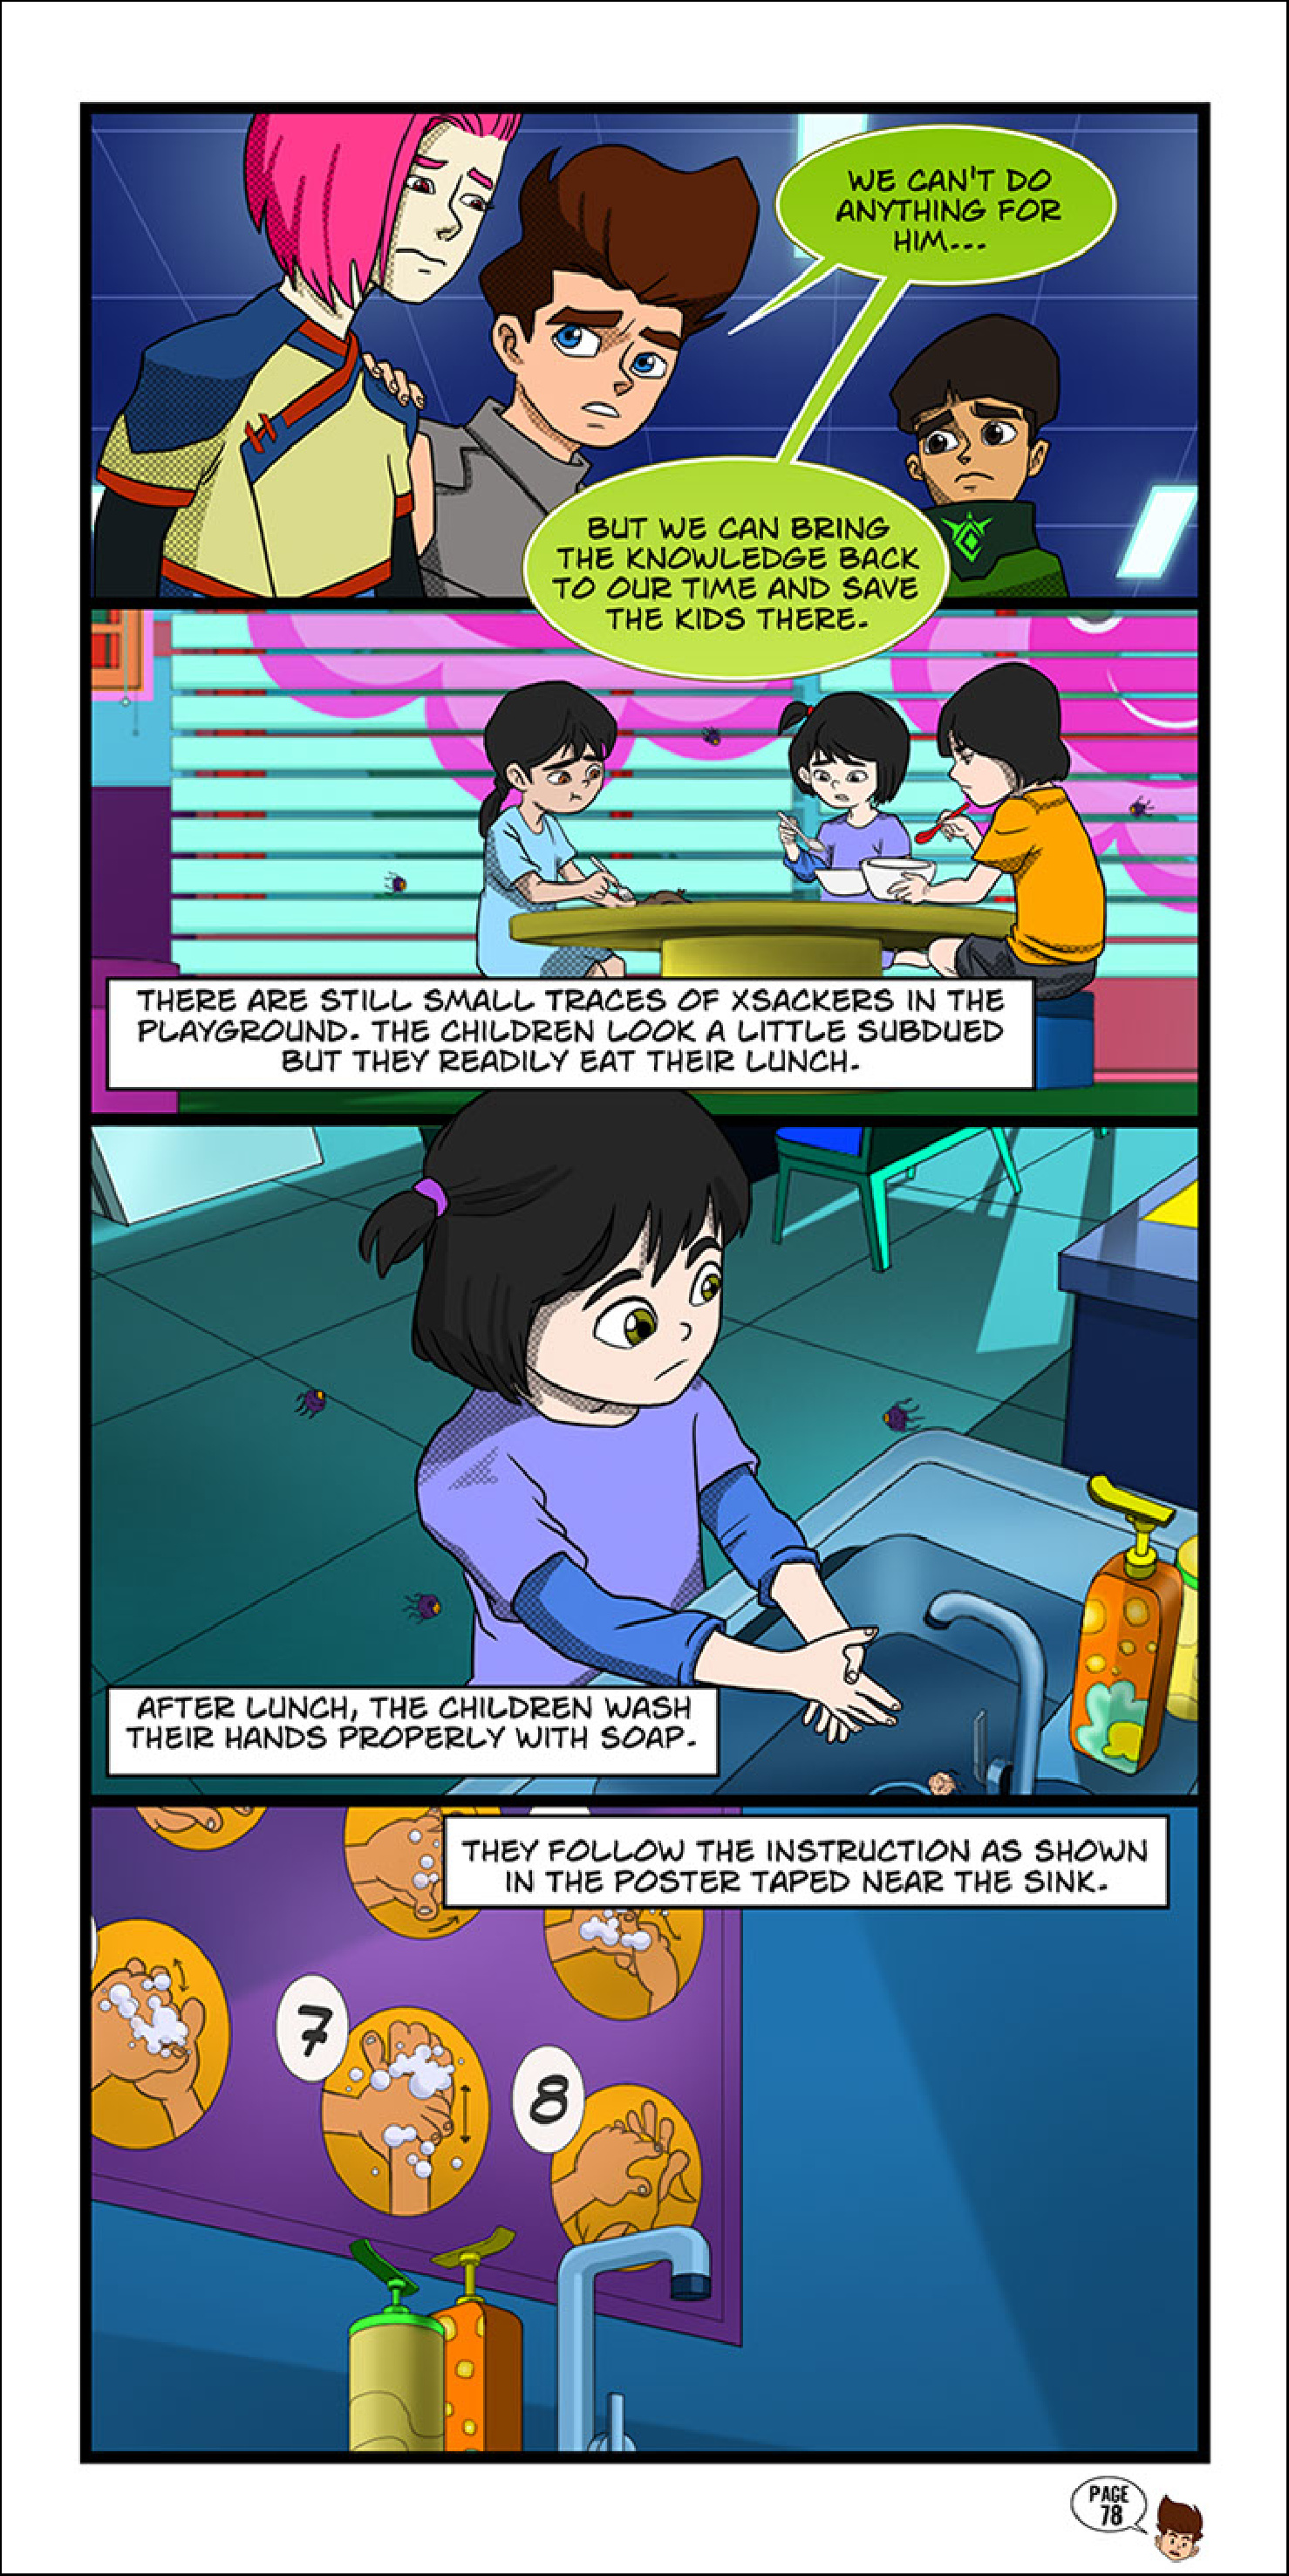 WE CAN'T DO
ANYTHING FOR
HIM...
BUT WE CAN BRING
THE KNOWLEDGE BACK
TO OUR TIME AND SAVE
THE KIDS THERE.
THERE ARE STILL SMALL TRACES OF XSACKERS IN THE
PLAYGROUND. THE CHILDREN LOOK A LITTLE SUBDUED
BUT THEY READILY EAT THEIR LUNCH.
AFTER LUNCH, THE CHILDREN WASH
THEIR HANDS PROPERLY WITH SOAP.
THEY FOLLOW THE INSTRUCTION AS SHOWN
IN THE POSTER TAPED NEAR THE SINK.
7
8
PAGE
78